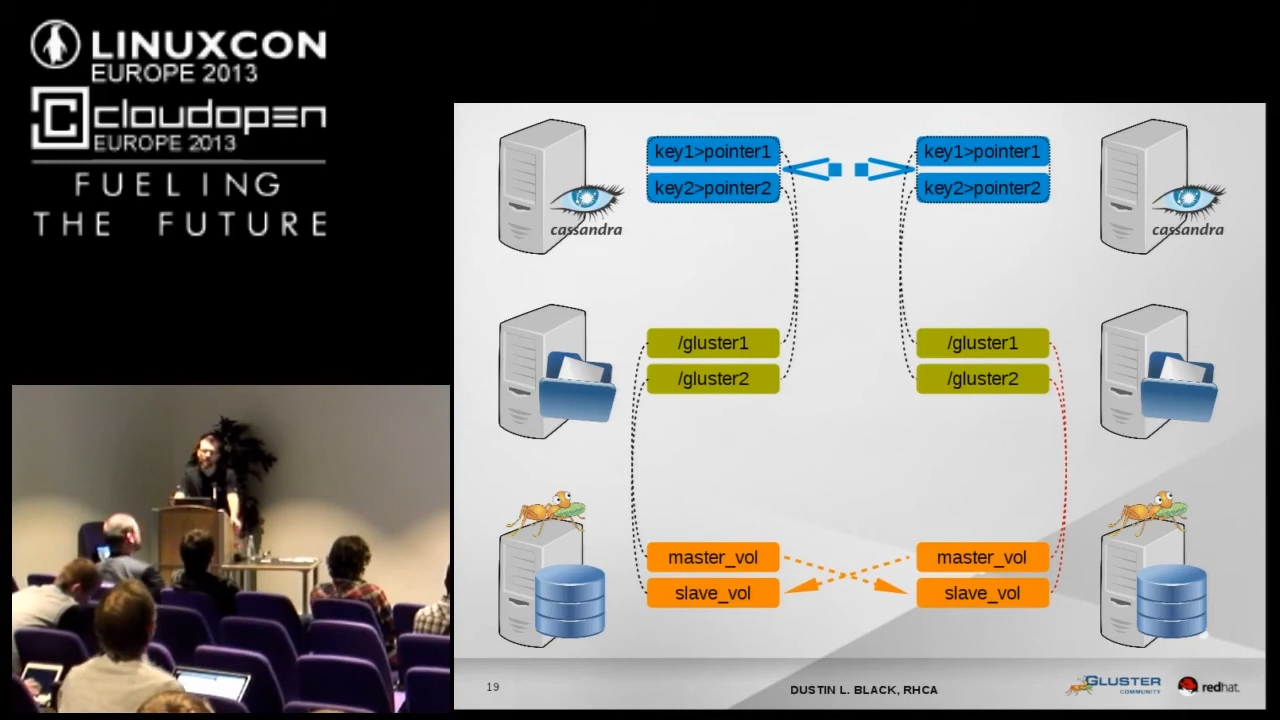 LINUXCON
EUROPE 2013
cloudopen
EUROPE 2013
FUELING
THE FUTURE
key1>pointer1
key1>pointer1
key2>pointer2
key2>pointer2
cassandra
cassandra
/gluster1
/gluster1
/gluster2
/gluster2
master_vol
master_vol
slave_vol
slave_vol
19
DUSTIN L. BLACK, RHCA
GLUSTER
COMMUNITY
redhat.